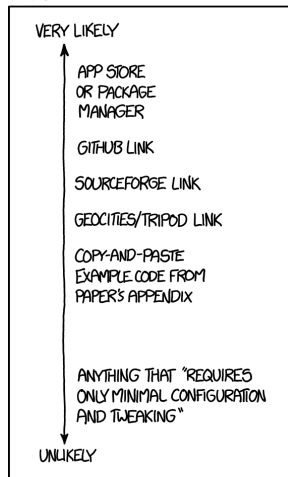 VERY LIKELY
APP STORE
OR PACKAGE
MANAGER
GITHUB LINK
SOURCEFORGE LINK
GEOCITIES/TRIPOD LINK
COPY-AND-PASTE
EXAMPLE CODE FROM
PAPER'S APPENDIX
ANYTHING THAT "REQUIRES
ONLY MINIMAL CONFIGURATION
AND TWEAKING"
UNLIKELY